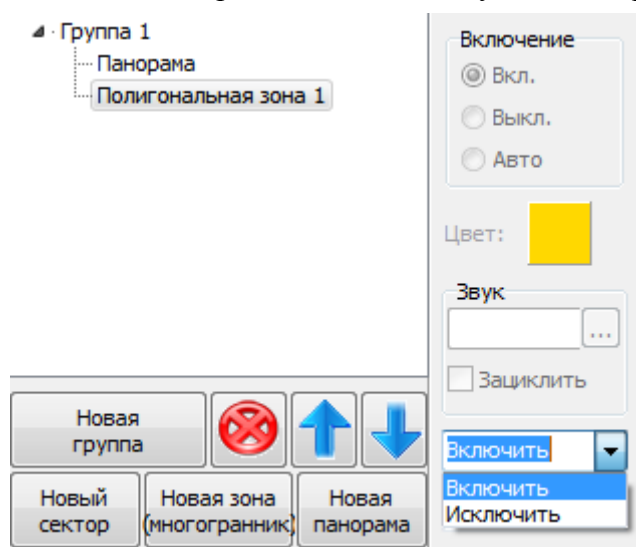 Группа 1
Панорама
Полигональная зона 1
Новая
группа
Новый
сектор
Новая зона
(многогранник)
Новая
панорама
Включение
Вкл.
Выкл.
Авто
Цвет:
Звук
...
Зациклить
Включить
Включить
Исключить